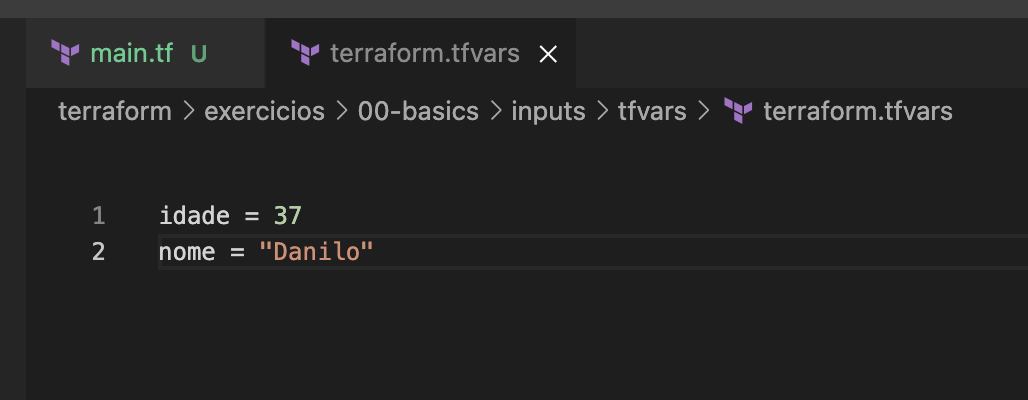 main.tf U terraform.tfvars ×
terraform > exercicios > 00-basics > inputs > tfvars > terraform.tfvars
1 idade = 37
2 nome = "Danilo"